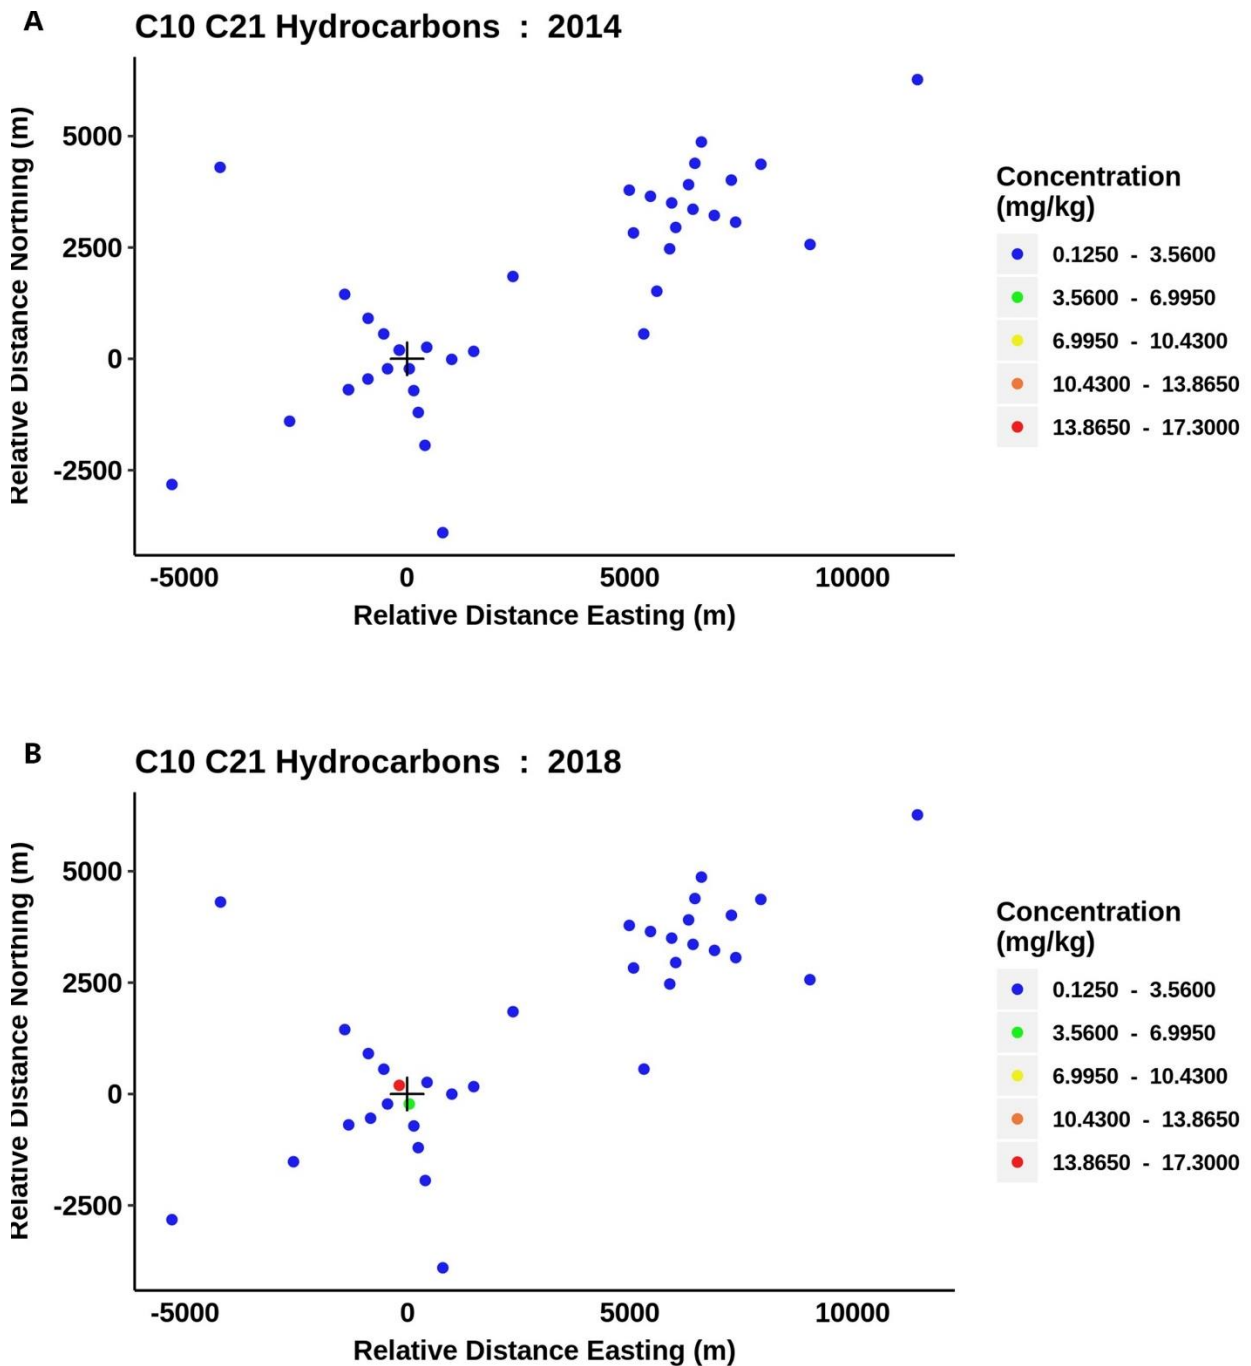 A
C10 C21 Hydrocarbons : 2014
Relative Distance Northing (m)
5000
2500
0
-2500
-5000 0 5000 10000
Relative Distance Easting (m)
Concentration
(mg/kg)
0.1250 - 3.5600
3.5600 - 6.9950
6.9950 - 10.4300
10.4300 - 13.8650
13.8650 - 17.3000
B
C10 C21 Hydrocarbons : 2018
Relative Distance Northing (m)
5000
2500
0
-2500
-5000 0 5000 10000
Relative Distance Easting (m)
Concentration
(mg/kg)
0.1250 - 3.5600
3.5600 - 6.9950
6.9950 - 10.4300
10.4300 - 13.8650
13.8650 - 17.3000